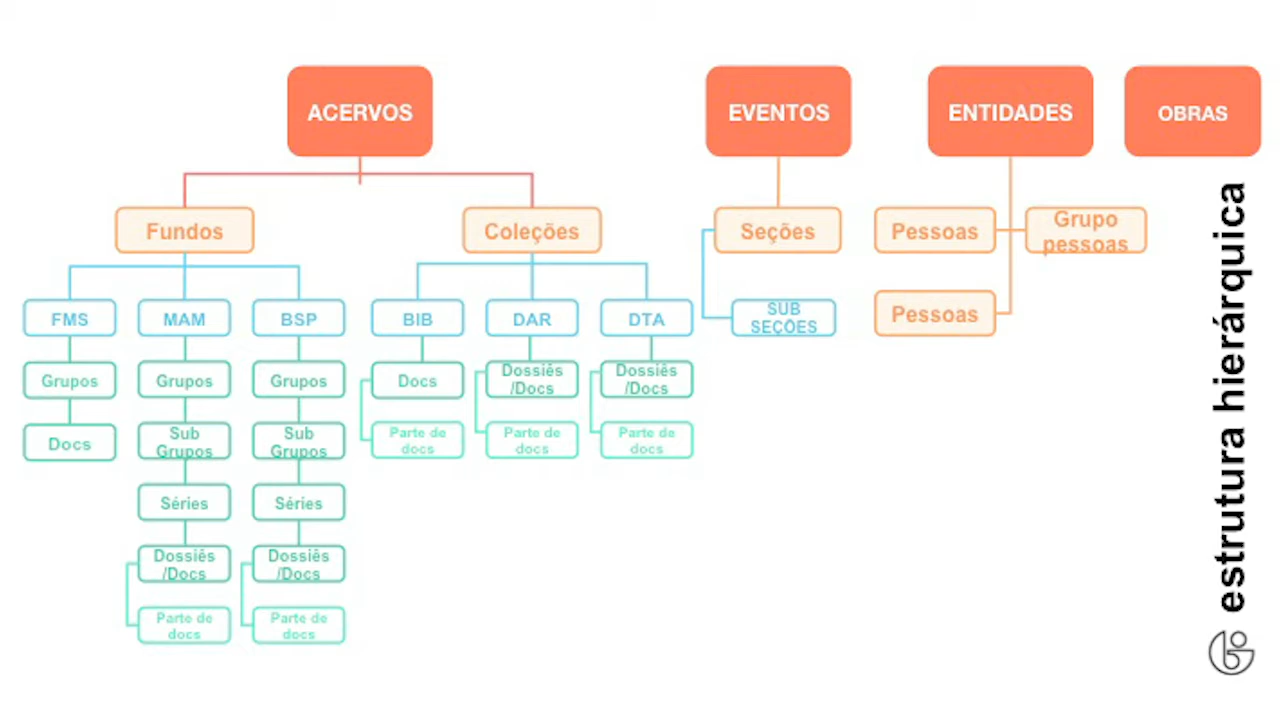 ACERVOS
EVENTOS
ENTIDADES
OBRAS
Fundos
Coleções
Seções
Pessoas
Grupo
pessoas
FMS
MAM
BSP
BIB
DAR
DTA
SUB
SEÇÕES
Pessoas
Grupos
Grupos
Grupos
Docs
Dossiês
/Docs
Dossiês
/Docs
Docs
Sub
Grupos
Sub
Grupos
Parte de
docs
Parte de
docs
Parte de
docs
Séries
Séries
Dossiês
/Docs
Dossiês
/Docs
Parte de
docs
Parte de
docs
estrutura hierárquica